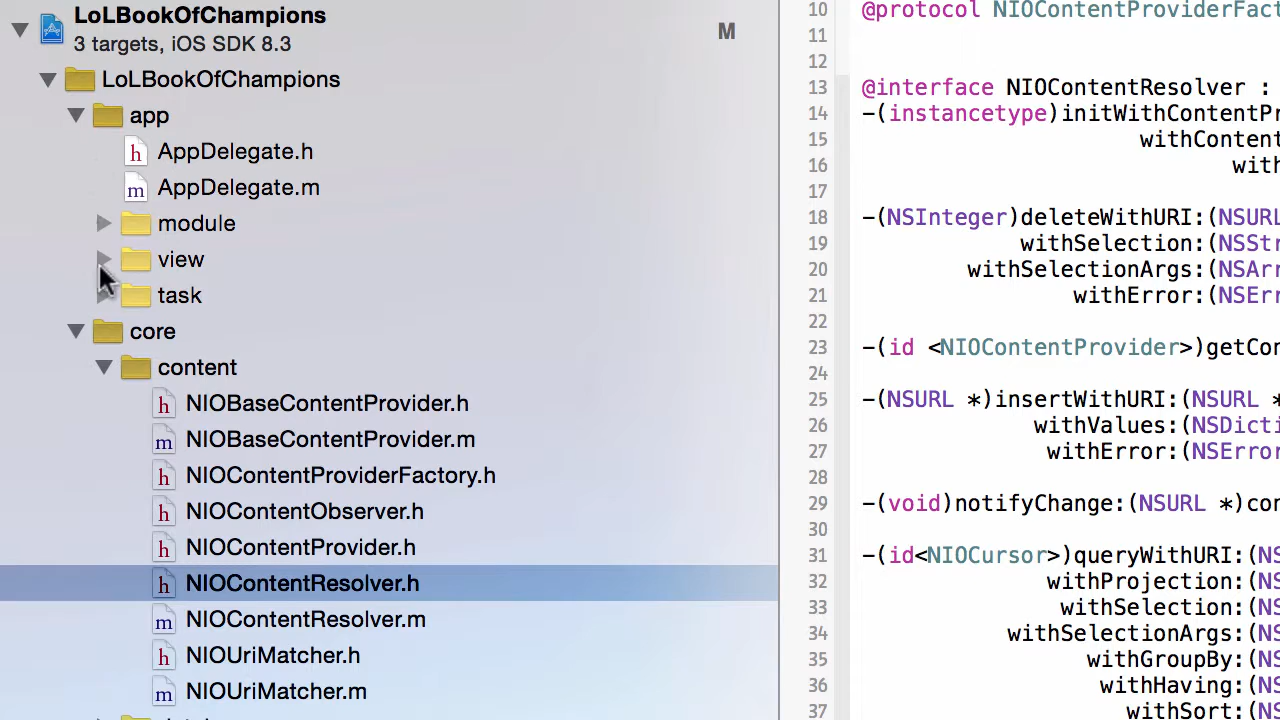 LoLBookOfChampions
3 targets, iOS SDK 8.3
M
LoLBookOfChampions
app
h AppDelegate.h
m AppDelegate.m
module
view
task
core
content
h NIOBaseContentProvider.h
m NIOBaseContentProvider.m
h NIOContentProviderFactory.h
h NIOContentObserver.h
h NIOContentProvider.h
h NIOContentResolver.h
m NIOContentResolver.m
h NIOUriMatcher.h
m NIOUriMatcher.m
10 @protocol NIOContentProviderFac
11
12
13 @interface NIOContentResolver :
14 -(instancetype)initWithContentPr
15 withContent
16 with
17
18 -(NSInteger)deleteWithURI:(NSURL
19 withSelection:(NSStr
20 withSelectionArgs:(NSAr
21 withError:(NSErr
22
23 -(id <NIOContentProvider>)getCon
24
25 -(NSURL *)insertWithURI:(NSURL *
26 withValues:(NSDicti
27 withError:(NSError
28
29 -(void)notifyChange:(NSURL *)con
30
31 -(id<NIOCursor>)queryWithURI:(NS
32 withProjection:(NS
33 withSelection:(NS
34 withSelectionArgs:(NS
35 withGroupBy:(NS
36 withHaving:(NS
37 withSort:(NS